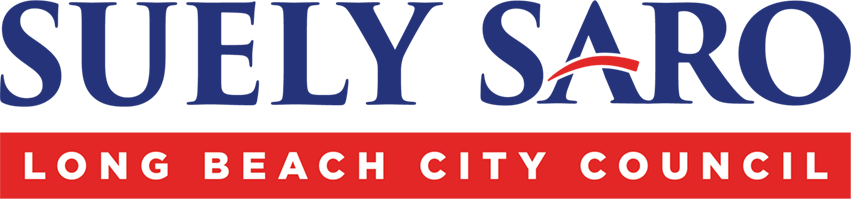 SUELY SARO
LONG BEACH CITY COUNCIL